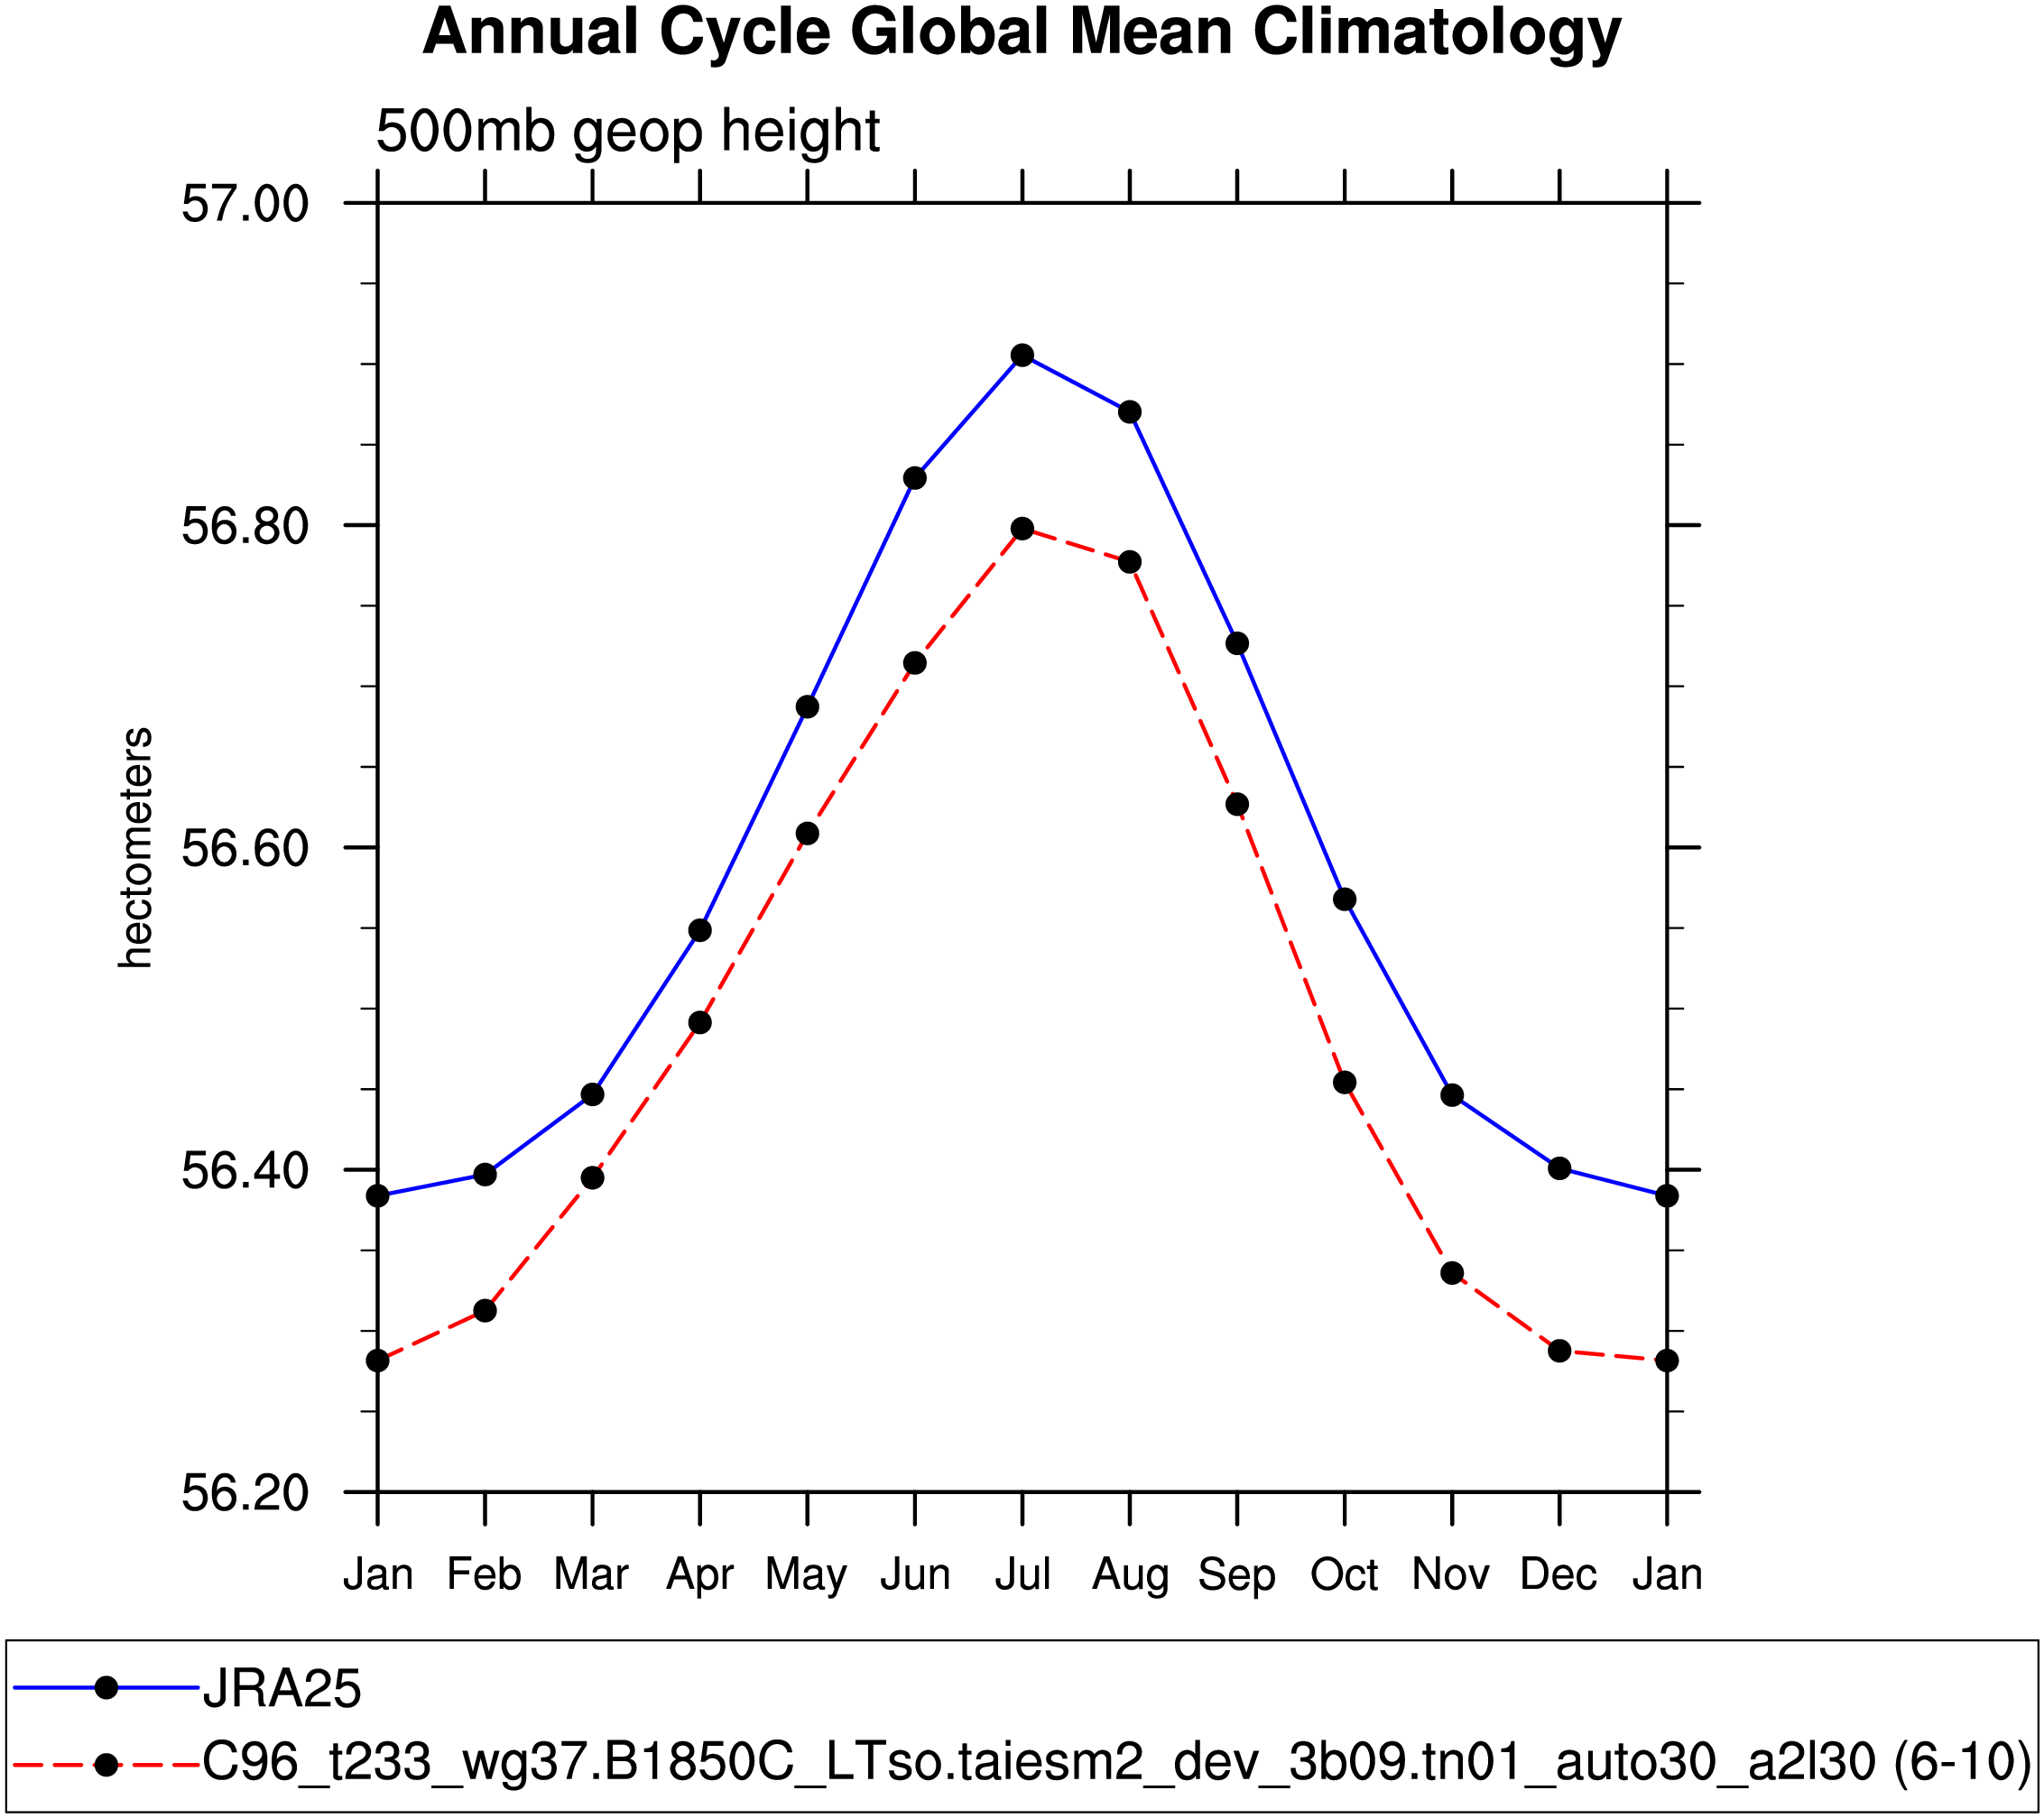 Annual Cycle Global Mean Climatology
500mb geop height
57.00
56.80
56.60
56.40
56.20
hectometers
Jan Feb Mar Apr May Jun Jul Aug Sep Oct Nov Dec Jan
JRA25
C96_t233_wg37.B1850C_LTso.taiesm2_dev_3b09.tn01_auto30_a2l30 (6-10)